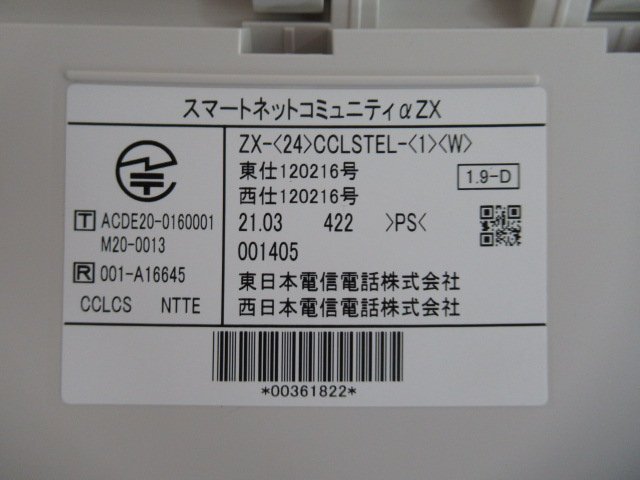 スマートネットコミュニティαZX
ZX-<24>CCLSTEL-<1><W>
東仕120216号
西仕120216号
1.9-D
21.03 422 >PS<
001405
東日本電信電話株式会社
西日本電信電話株式会社
T ACDE20-0160001
M20-0013
R 001-A16645
CCLCS NTTE
*00361822*